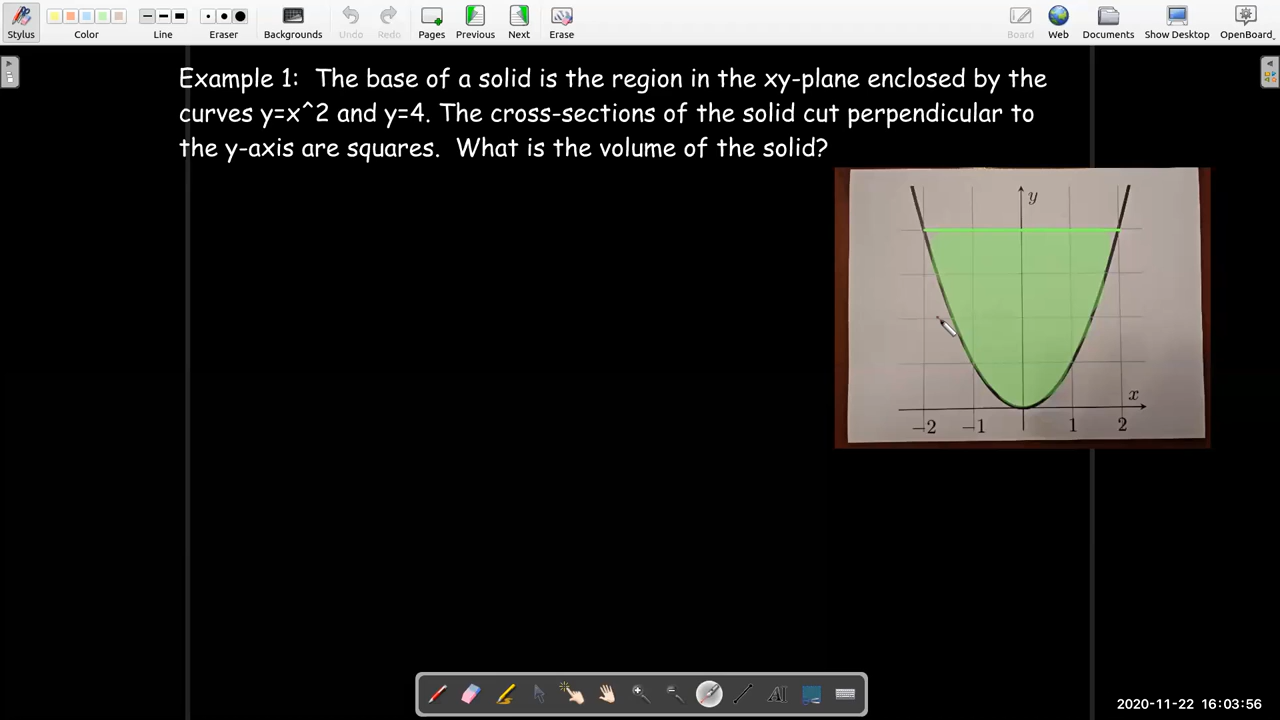 Stylus Color Line Eraser Backgrounds Undo Redo Pages Previous Next Erase Board Web Documents Show Desktop OpenBoard
Example 1: The base of a solid is the region in the xy-plane enclosed by the
curves y=x^2 and y=4. The cross-sections of the solid cut perpendicular to
the y-axis are squares. What is the volume of the solid?
y
x
−2 −1 1 2
AI
2020-11-22 16:03:56